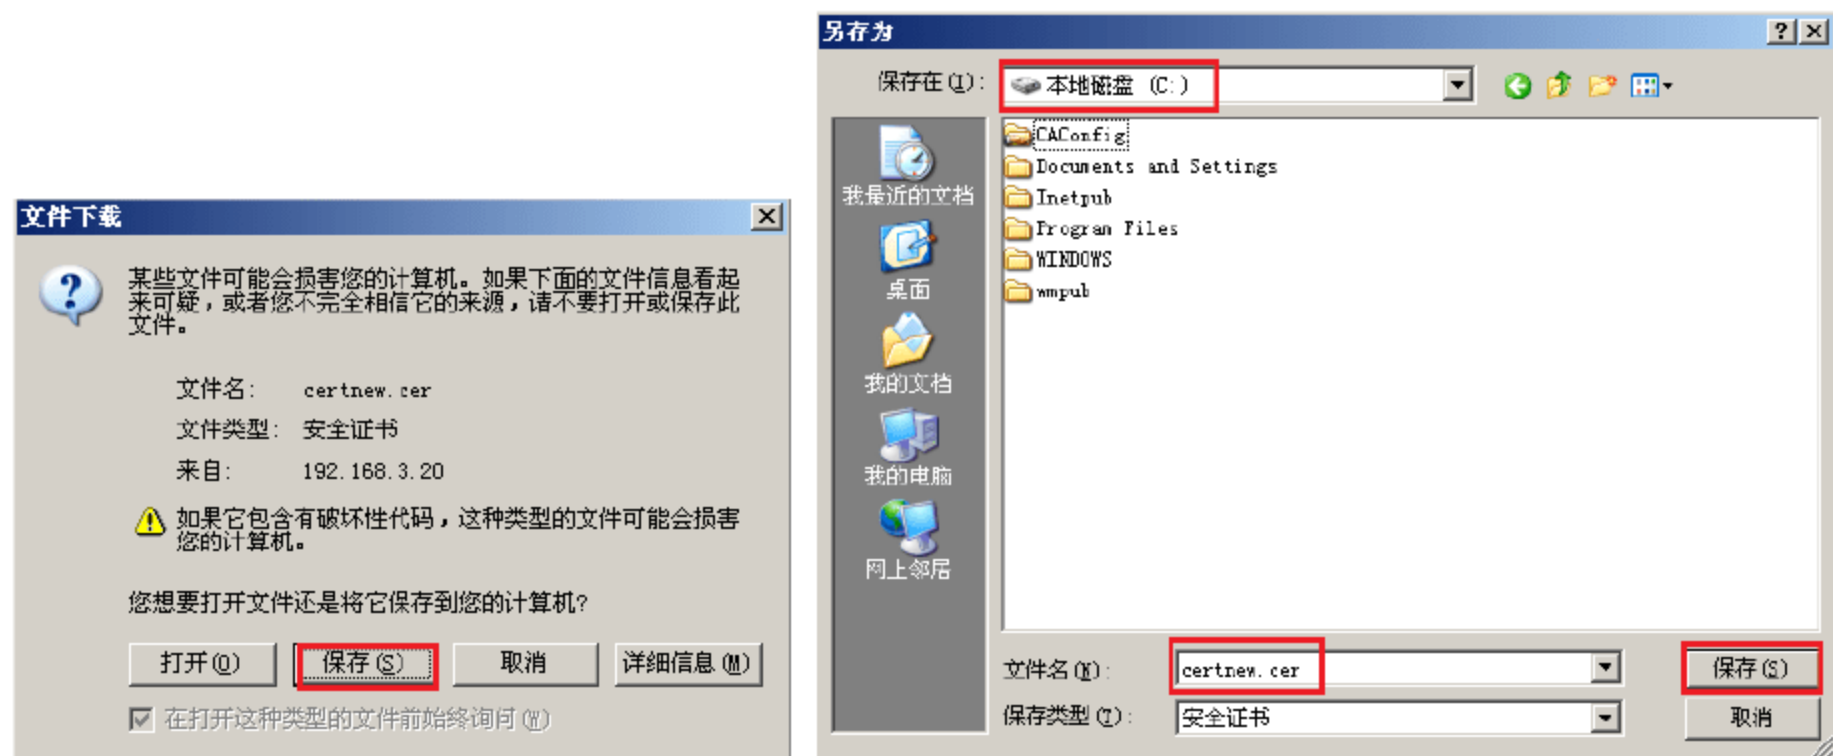 文件下载
某些文件可能会损害您的计算机。如果下面的文件信息看起
来可疑，或者您不完全相信它的来源，请不要打开或保存此
文件。
文件名： certnew.cer
文件类型： 安全证书
来自： 192.168.3.20
如果它包含有破坏性代码，这种类型的文件可能会损害
您的计算机。
您想要打开文件还是将它保存到您的计算机?
打开(O) 保存(S) 取消 详细信息(M)
在打开这种类型的文件前始终询问(W)
另存为
保存在(I)： 本地磁盘 (C:)
我最近的文档
桌面
我的文档
我的电脑
网上邻居
CAConfig
Documents and Settings
Inetpub
Program Files
WINDOWS
wmpub
文件名(N)： certnew.cer 保存(S)
保存类型(T)： 安全证书 取消